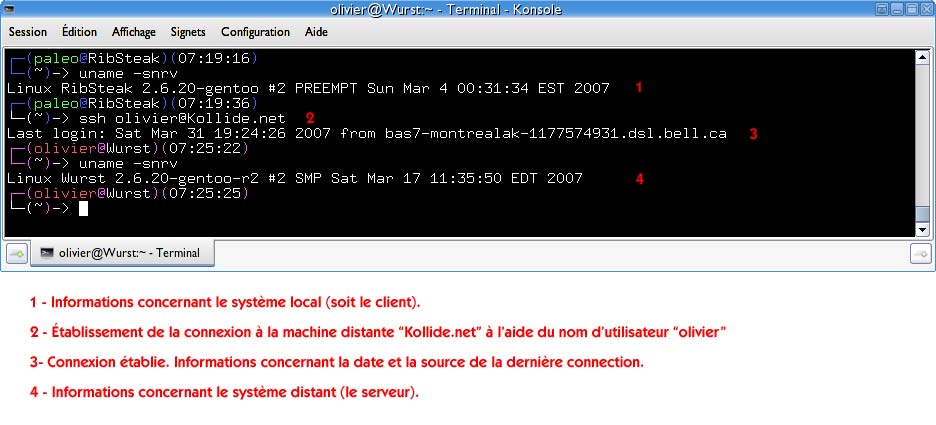 olivier@Wurst:~ - Terminal - Konsole
Session Édition Affichage Signets Configuration Aide
┌─(paleo@RibSteak)(07:19:16)
└─(~)-> uname -snrv
Linux RibSteak 2.6.20-gentoo #2 PREEMPT Sun Mar 4 00:31:34 EST 2007 1
┌─(paleo@RibSteak)(07:19:36)
└─(~)-> ssh olivier@Kollide.net 2
Last login: Sat Mar 31 19:24:26 2007 from bas7-montrealak-1177574931.dsl.bell.ca 3
┌─(olivier@Wurst)(07:25:22)
└─(~)-> uname -snrv
Linux Wurst 2.6.20-gentoo-r2 #2 SMP Sat Mar 17 11:35:50 EDT 2007 4
┌─(olivier@Wurst)(07:25:25)
└─(~)->
olivier@Wurst:~ - Terminal
1 - Informations concernant le système local (soit le client).
2 - Établissement de la connexion à la machine distante “Kollide.net” à l'aide du nom d'utilisateur “olivier”
3- Connexion établie. Informations concernant la date et la source de la dernière connection.
4 - Informations concernant le système distant (le serveur).